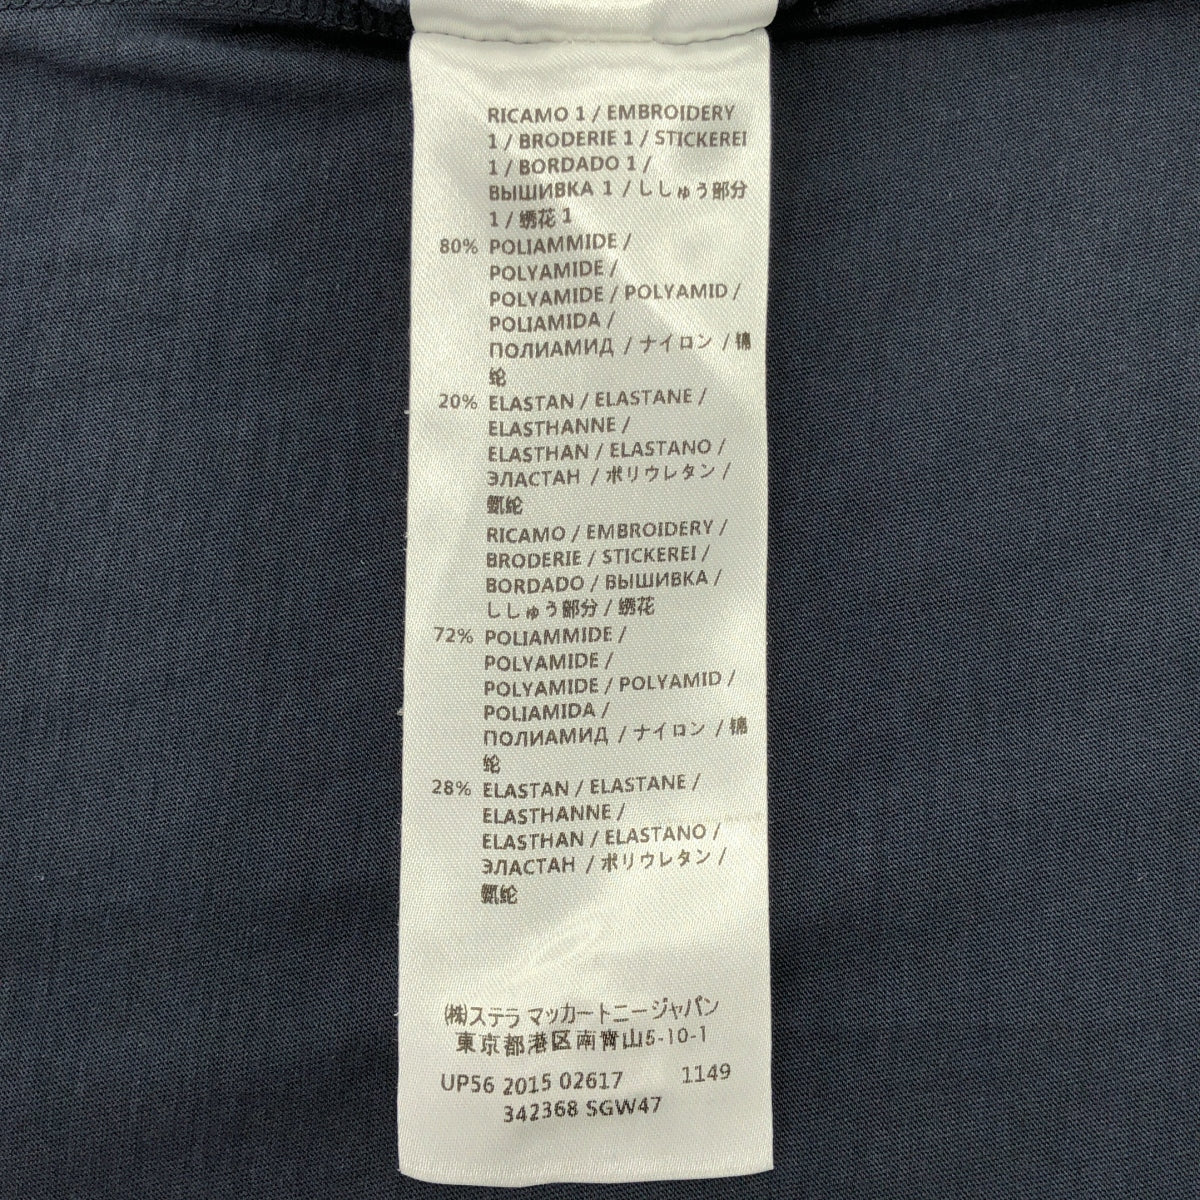 RICAMO 1 / EMBROIDERY
1 / BRODERIE 1 / STICKEREI
1 / BORDADO 1 /
ВЫШИВКА 1 / ししゅう部分
1 / 绣花 1
80% POLIAMMIDE /
POLYAMIDE /
POLYAMIDE / POLYAMID /
POLIAMIDA /
ПОЛИАМИД / ナイロン / 锦
纶
20% ELASTAN / ELASTANE /
ELASTHANNE /
ELASTHAN / ELASTANO /
ЭЛАСТАН / ポリウレタン /
氨纶
RICAMO / EMBROIDERY /
BRODERIE / STICKEREI /
BORDADO / ВЫШИВКА /
ししゅう部分 / 绣花
72% POLIAMMIDE /
POLYAMIDE /
POLYAMIDE / POLYAMID /
POLIAMIDA /
ПОЛИАМИД / ナイロン / 锦
纶
28% ELASTAN / ELASTANE /
ELASTHANNE /
ELASTHAN / ELASTANO /
ЭЛАСТАН / ポリウレタン /
氨纶
㈱ステラ マッカートニージャパン
東京都港区南青山5-10-1
UP56 2015 02617 1149
342368 SGW47